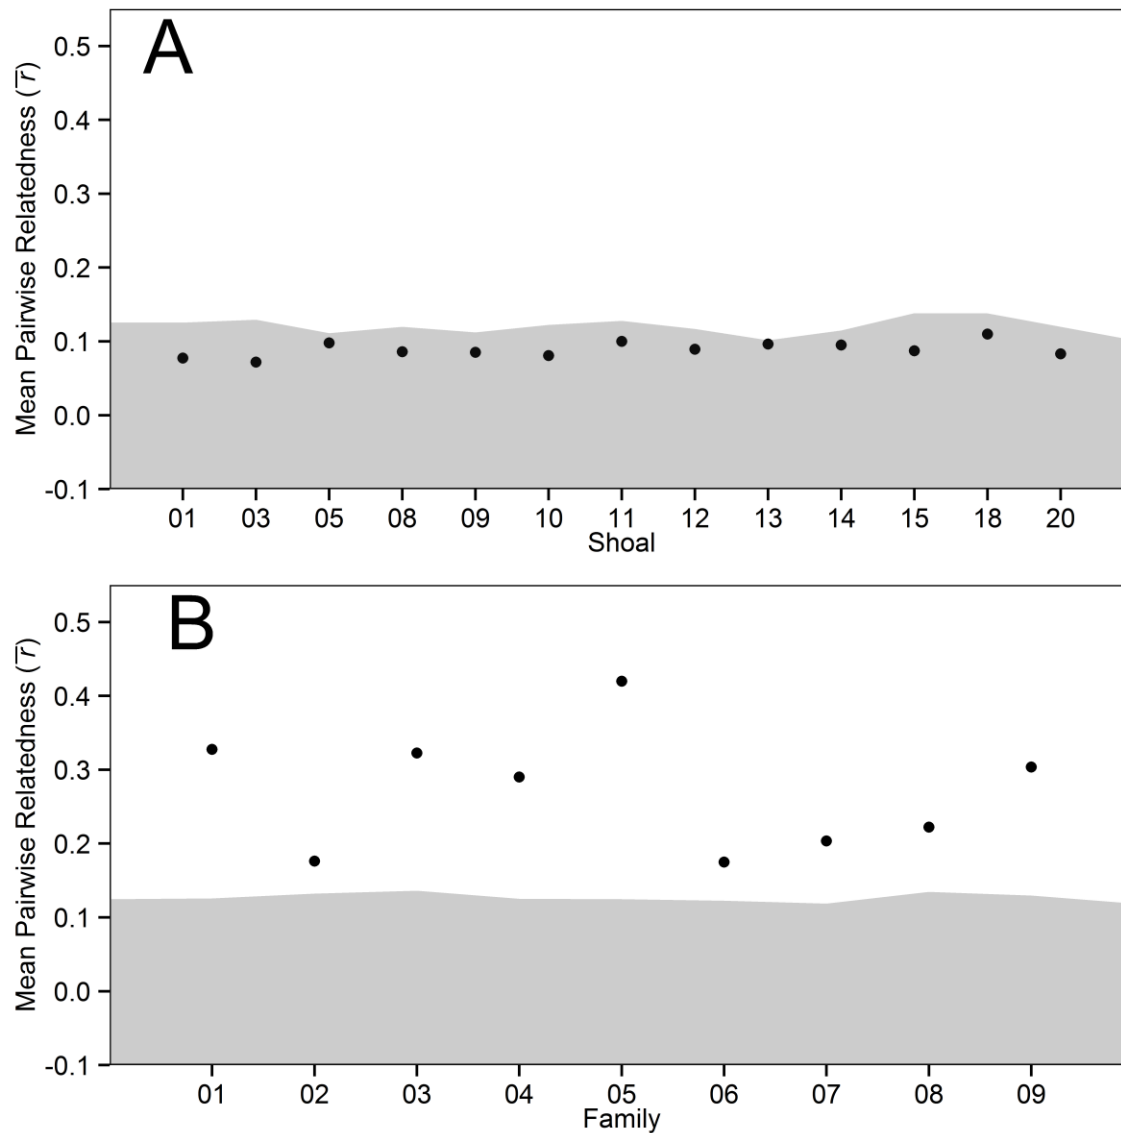 A
0.5
0.4
0.3
0.2
0.1
0.0
-0.1
Mean Pairwise Relatedness (r̅)
01 03 05 08 09 10 11 12 13 14 15 18 20
Shoal
B
0.5
0.4
0.3
0.2
0.1
0.0
-0.1
Mean Pairwise Relatedness (r̅)
01 02 03 04 05 06 07 08 09
Family